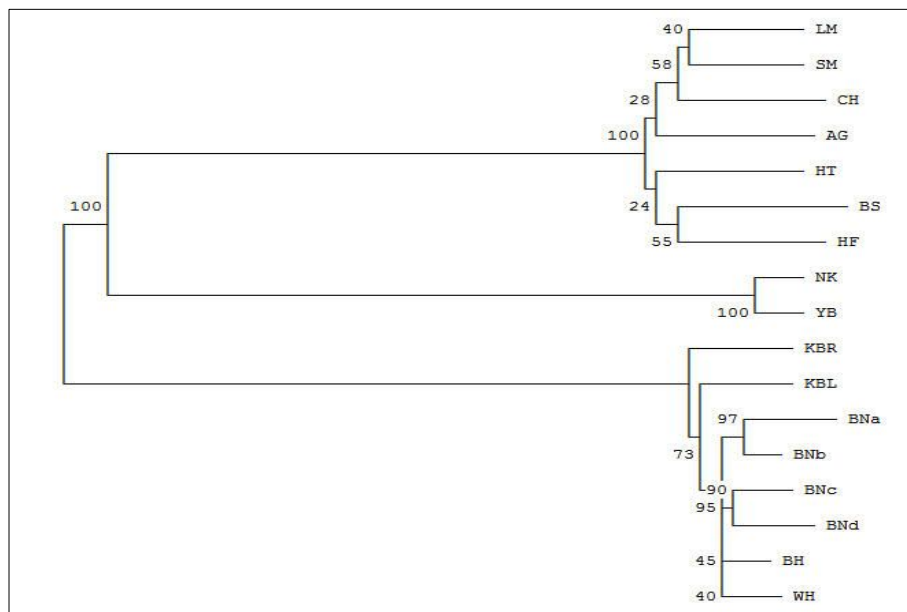 40 LM
58 SM
CH
28
100 AG
HT
100 24 BS
55 HF
NK
100 YB
KBR
KBL
97 BNa
73 BNb
90 BNc
95
BNd
45 BH
40 WH